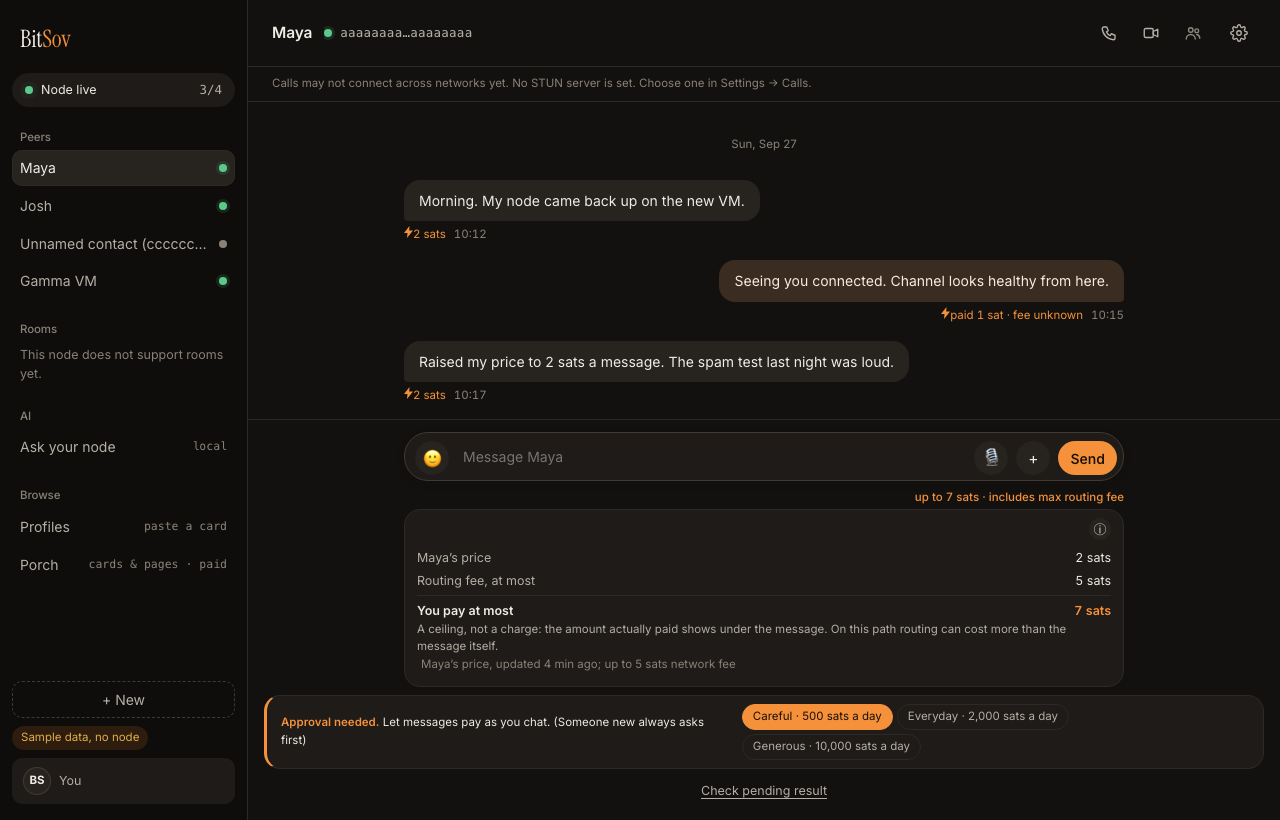 BitSov
Node live 3/4
Peers
Maya
Josh
Unnamed contact (cccccc...
Gamma VM
Rooms
This node does not support rooms
yet.
AI
Ask your node local
Browse
Profiles paste a card
Porch cards & pages · paid
+ New
Sample data, no node
BS You
Maya aaaaaaaa…aaaaaaaa
Calls may not connect across networks yet. No STUN server is set. Choose one in Settings → Calls.
Sun, Sep 27
Morning. My node came back up on the new VM.
2 sats 10:12
Seeing you connected. Channel looks healthy from here.
paid 1 sat · fee unknown 10:15
Raised my price to 2 sats a message. The spam test last night was loud.
2 sats 10:17
Message Maya + Send
up to 7 sats · includes max routing fee
Maya’s price 2 sats
Routing fee, at most 5 sats
You pay at most 7 sats
A ceiling, not a charge: the amount actually paid shows under the message. On this path routing can cost more than the
message itself.
Maya’s price, updated 4 min ago; up to 5 sats network fee
Approval needed. Let messages pay as you chat. (Someone new always asks
first)
Careful · 500 sats a day Everyday · 2,000 sats a day
Generous · 10,000 sats a day
Check pending result